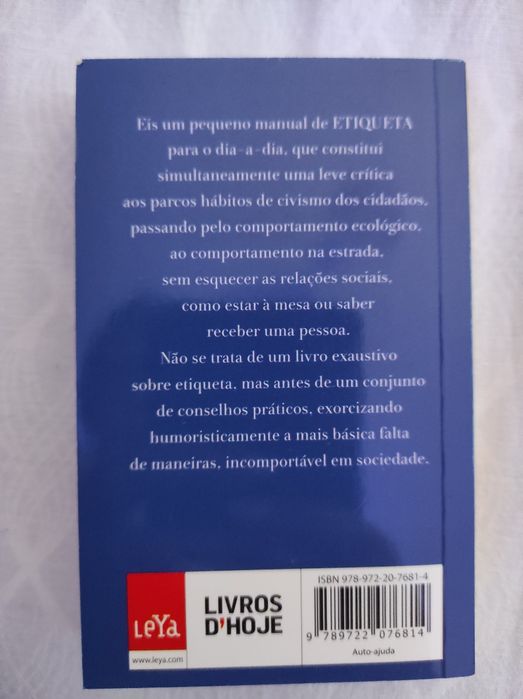 Eis um pequeno manual de ETIQUETA
para o dia-a-dia, que constitui
simultaneamente uma leve crítica
aos parcos hábitos de civismo dos cidadãos,
passando pelo comportamento ecológico,
ao comportamento na estrada,
sem esquecer as relações sociais,
como estar à mesa ou saber
receber uma pessoa.
Não se trata de um livro exaustivo
sobre etiqueta, mas antes de um conjunto
de conselhos práticos, exorcizando
humoristicamente a mais básica falta
de maneiras, incomportável em sociedade.
LeYa
www.leya.com
LIVROS
D'HOJE
ISBN 978-972-20-7681-4
9 789722 076814
Auto-ajuda